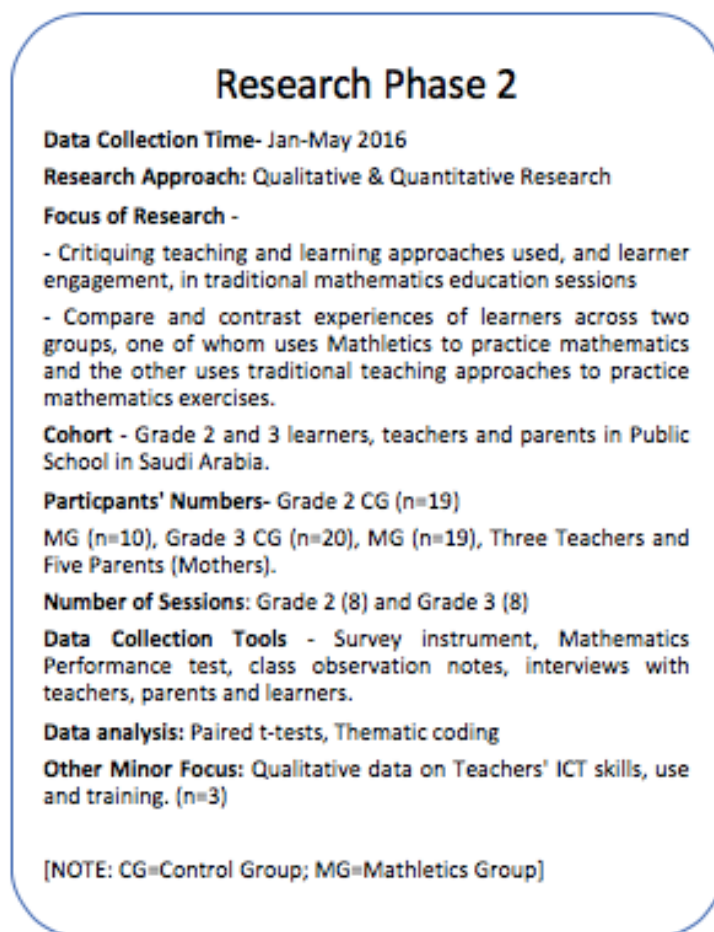 Research Phase 2
Data Collection Time- Jan-May 2016
Research Approach: Qualitative & Quantitative Research
Focus of Research -
- Critiquing teaching and learning approaches used, and learner
engagement, in traditional mathematics education sessions
- Compare and contrast experiences of learners across two
groups, one of whom uses Mathletics to practice mathematics
and the other uses traditional teaching approaches to practice
mathematics exercises.
Cohort - Grade 2 and 3 learners, teachers and parents in Public
School in Saudi Arabia.
Particpants' Numbers- Grade 2 CG (n=19)
MG (n=10), Grade 3 CG (n=20), MG (n=19), Three Teachers and
Five Parents (Mothers).
Number of Sessions: Grade 2 (8) and Grade 3 (8)
Data Collection Tools - Survey instrument, Mathematics
Performance test, class observation notes, interviews with
teachers, parents and learners.
Data analysis: Paired t-tests, Thematic coding
Other Minor Focus: Qualitative data on Teachers' ICT skills, use
and training. (n=3)
[NOTE: CG=Control Group; MG=Mathletics Group]